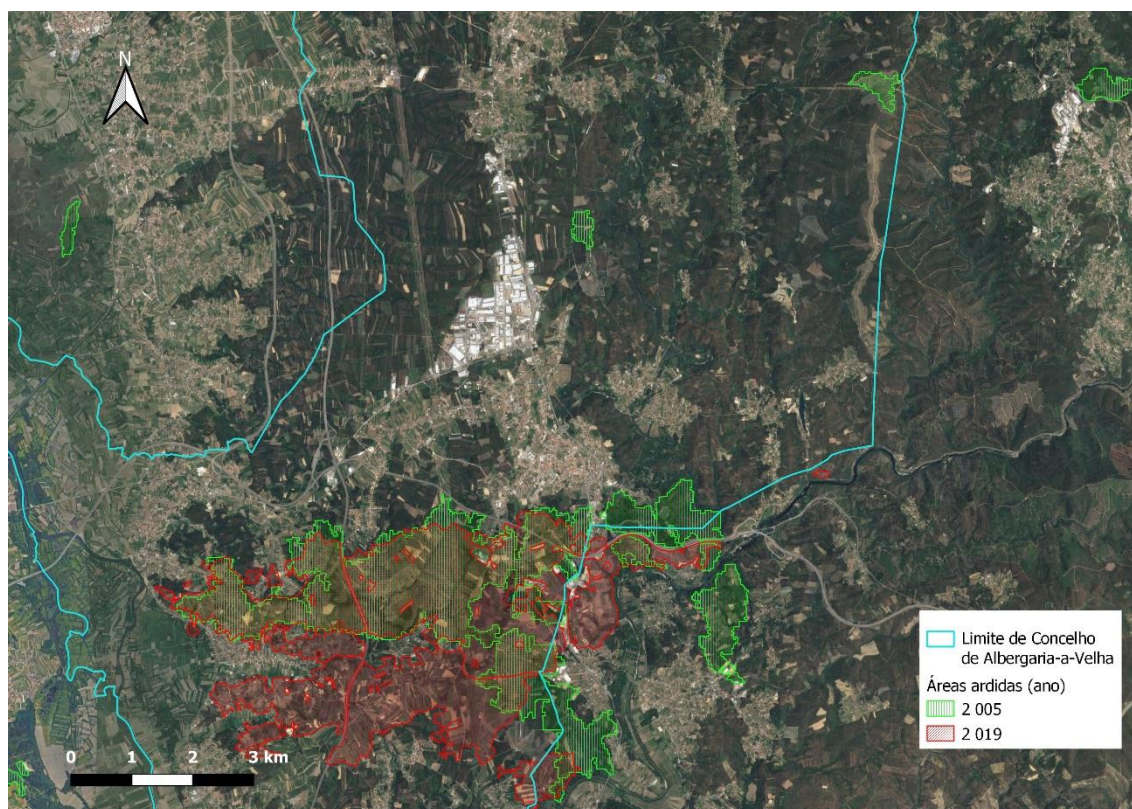 N
Limite de Concelho
de Albergaria-a-Velha
Áreas ardidas (ano)
2 005
2 019
0 1 2 3 km